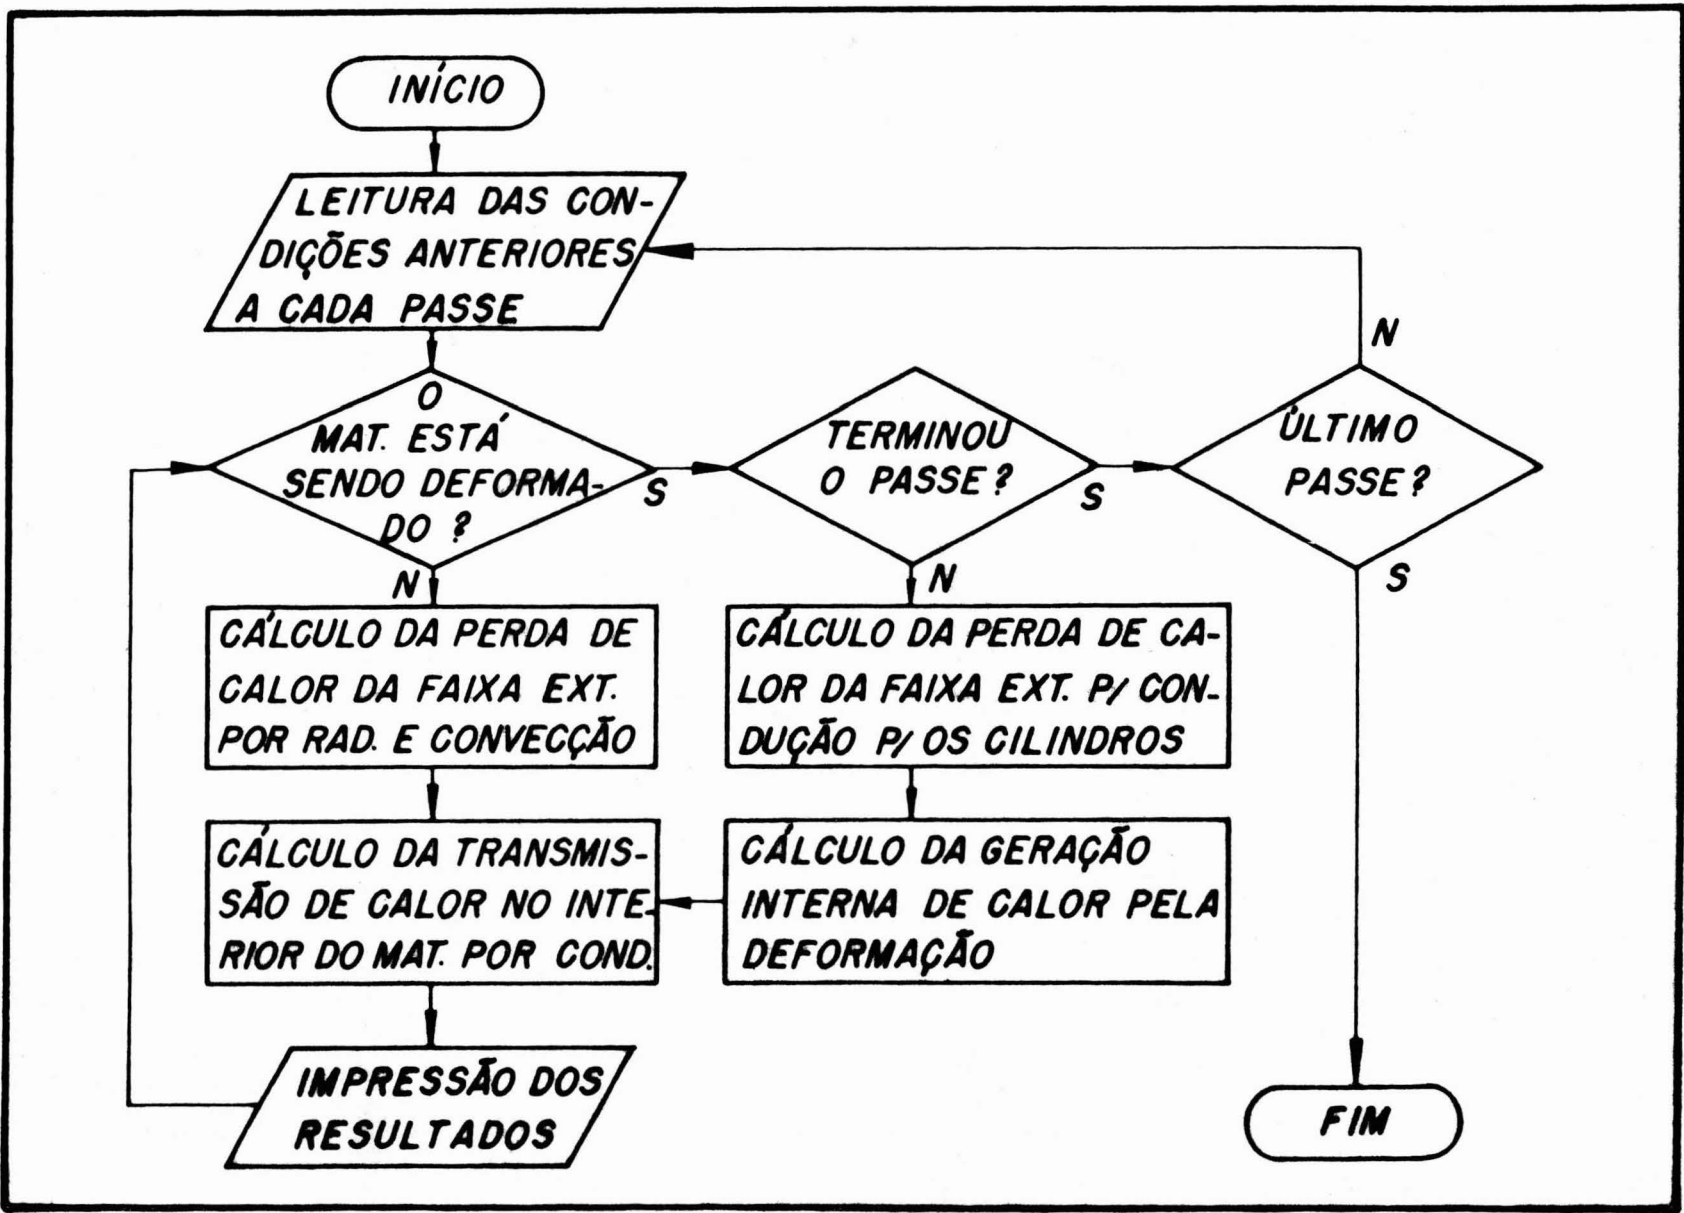 INÍCIO
LEITURA DAS CON-
DIÇÕES ANTERIORES
A CADA PASSE
O
MAT. ESTÁ
SENDO DEFORMA-
DO ?
S
N
TERMINOU
O PASSE?
S
N
ÚLTIMO
PASSE?
N
S
CÁLCULO DA PERDA DE
CALOR DA FAIXA EXT.
POR RAD. E CONVECÇÃO
CÁLCULO DA PERDA DE CA-
LOR DA FAIXA EXT. P/ CON-
DUÇÃO P/ OS CILINDROS
CÁLCULO DA TRANSMIS-
SÃO DE CALOR NO INTE-
RIOR DO MAT. POR COND.
CÁLCULO DA GERAÇÃO
INTERNA DE CALOR PELA
DEFORMAÇÃO
IMPRESSÃO DOS
RESULTADOS
FIM